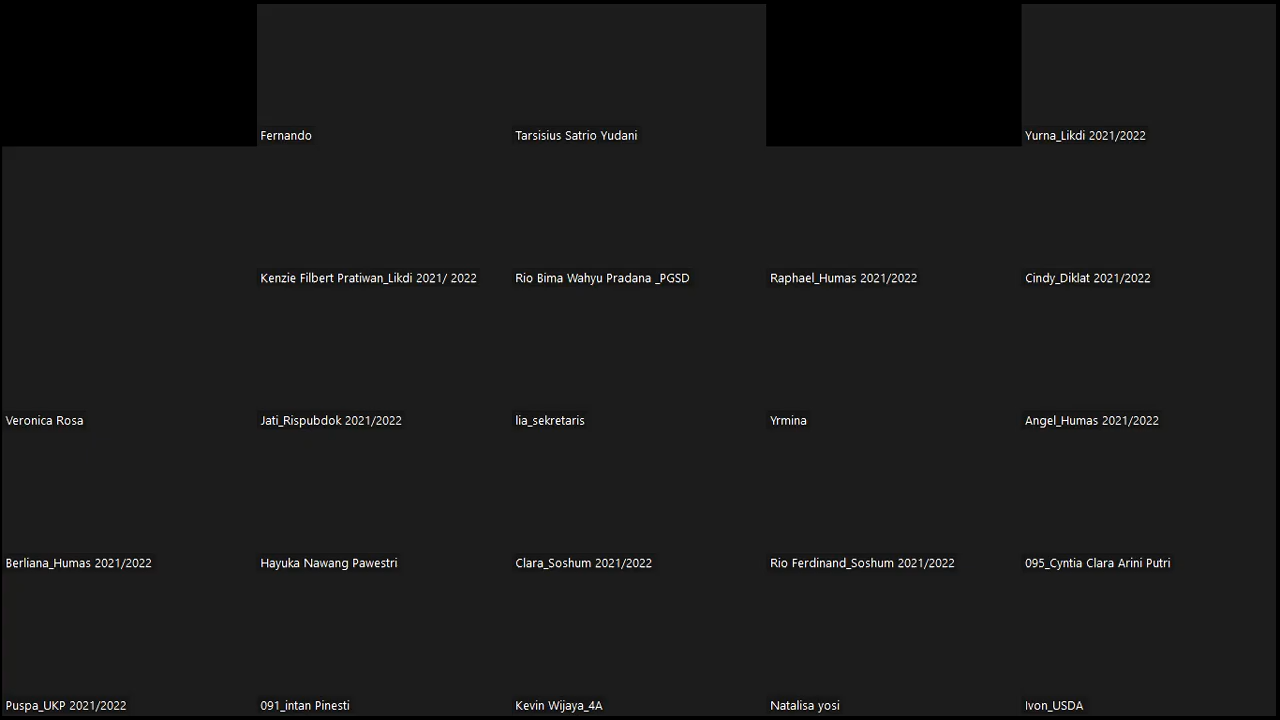 Fernando
Tarsisius Satrio Yudani
Yurna_Likdi 2021/2022
Kenzie Filbert Pratiwan_Likdi 2021/ 2022
Rio Bima Wahyu Pradana _PGSD
Raphael_Humas 2021/2022
Cindy_Diklat 2021/2022
Veronica Rosa
Jati_Rispubdok 2021/2022
lia_sekretaris
Yrmina
Angel_Humas 2021/2022
Berliana_Humas 2021/2022
Hayuka Nawang Pawestri
Clara_Soshum 2021/2022
Rio Ferdinand_Soshum 2021/2022
095_Cyntia Clara Arini Putri
Puspa_UKP 2021/2022
091_intan Pinesti
Kevin Wijaya_4A
Natalisa yosi
Ivon_USDA